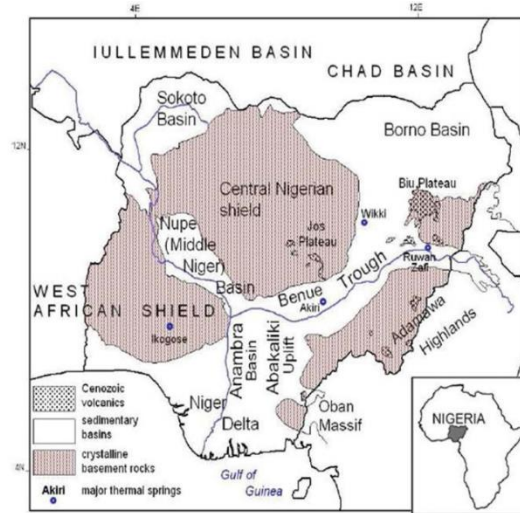 4E
12E
IULLEMMEDEN BASIN
CHAD BASIN
Sokoto
Basin
12N
Borno Basin
Central Nigerian
shield
Biu Plateau
Wikki
Jos
Plateau
Nupe
(Middle
Niger)
Basin
Ruwan
Zafi
Benue Trough
Akiri
WEST
AFRICAN SHIELD
Ikogose
Anambra
Basin
Abakaliki
Uplift
Adamawa
Highlands
Niger
Delta
Oban
Massif
Cenozoic
volcanics
sedimentary
basins
crystalline
basement rocks
Akiri major thermal springs
4N
Gulf of
Guinea
NIGERIA